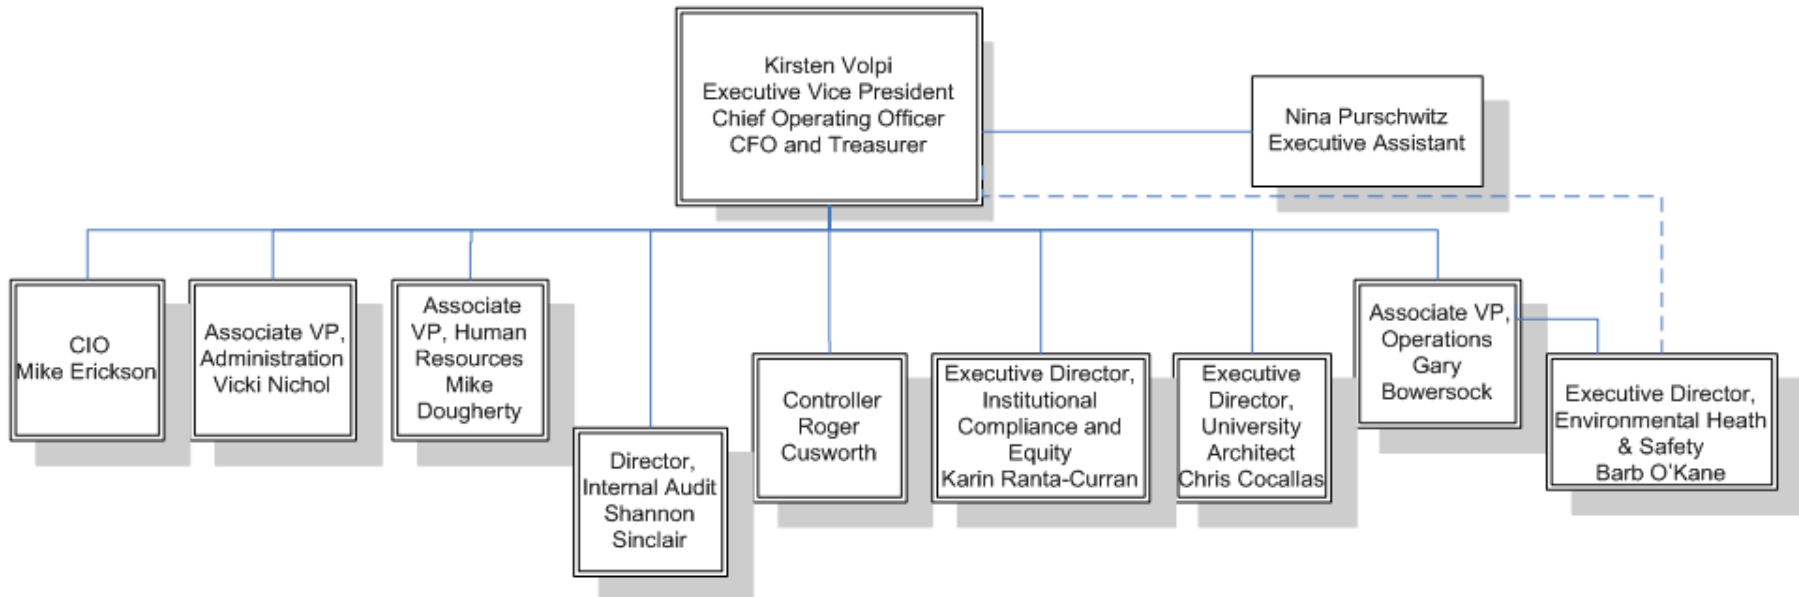 Kirsten Volpi
Executive Vice President
Chief Operating Officer
CFO and Treasurer
Nina Purschwitz
Executive Assistant
CIO
Mike Erickson
Associate VP,
Administration
Vicki Nichol
Associate
VP, Human
Resources
Mike
Dougherty
Director,
Internal Audit
Shannon
Sinclair
Controller
Roger
Cusworth
Executive Director,
Institutional
Compliance and
Equity
Karin Ranta-Curran
Executive
Director,
University
Architect
Chris Cocallas
Associate VP,
Operations
Gary
Bowersock
Executive Director,
Environmental Heath
& Safety
Barb O'Kane